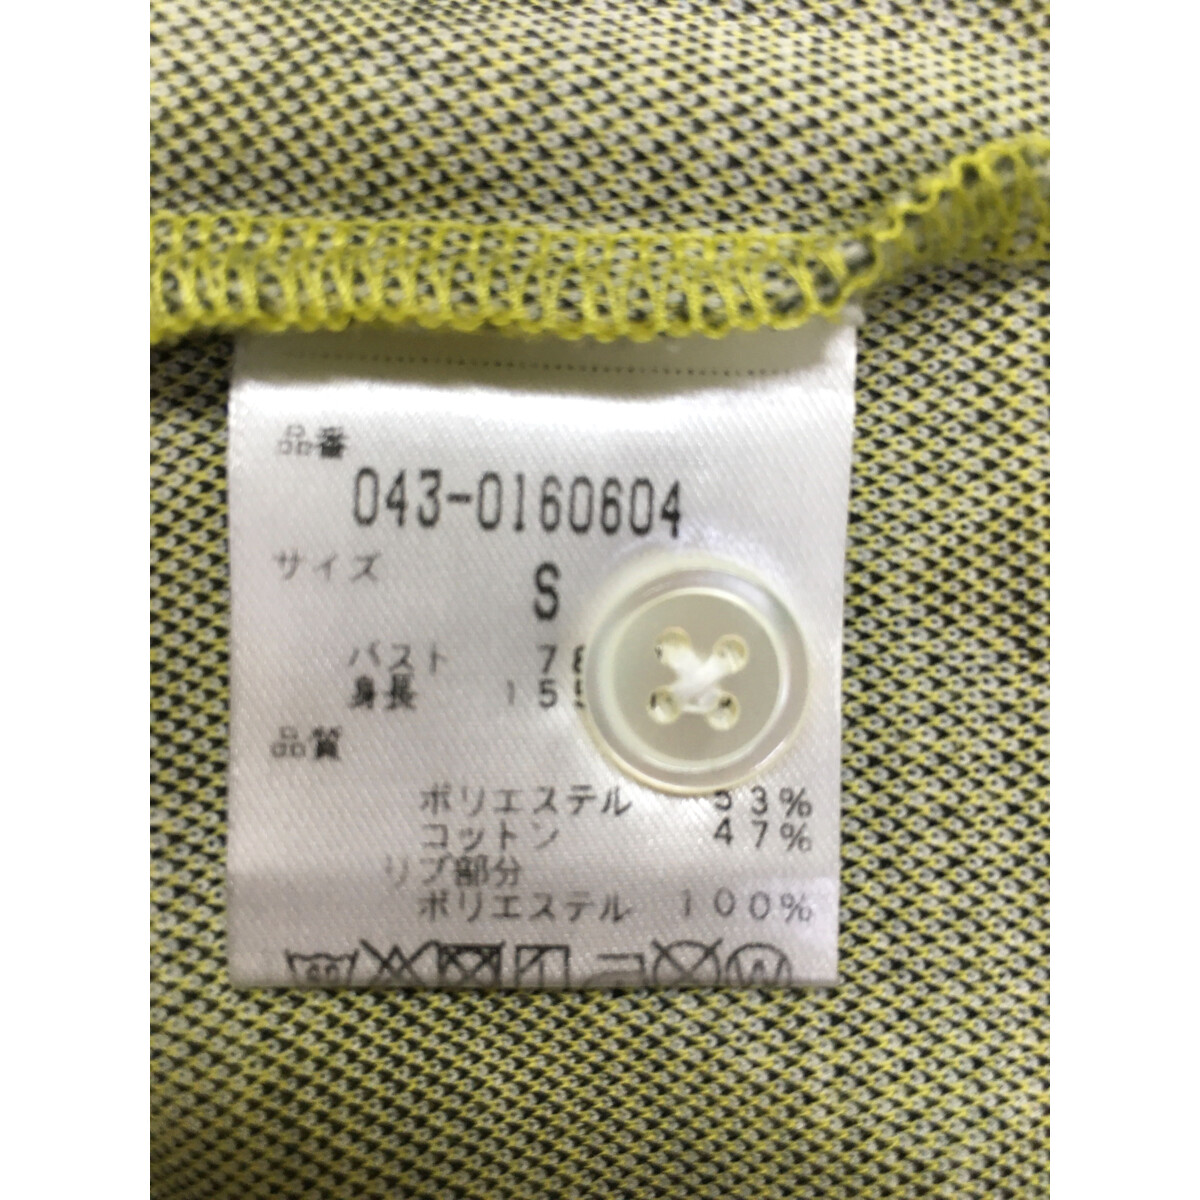 品番
043-0160604
サイズ S
バスト
身長
品質
ポリエステル 53%
コットン 47%
リブ部分
ポリエステル 100%